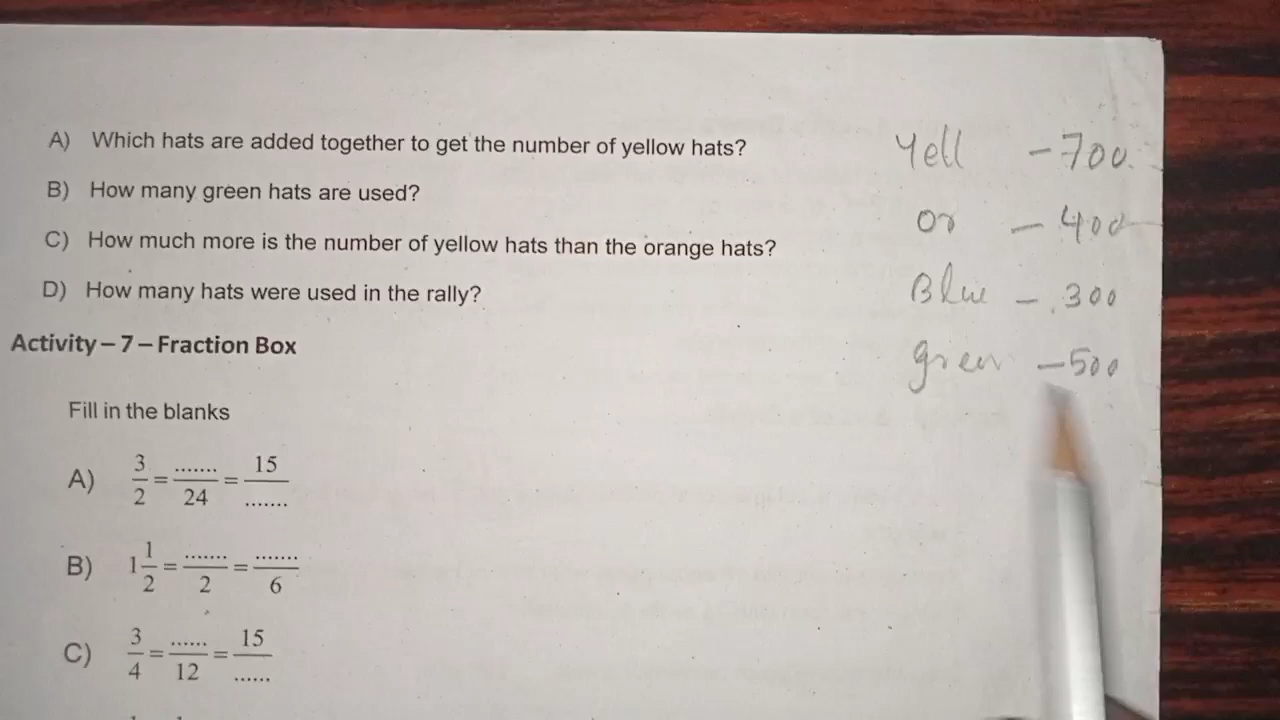 A) Which hats are added together to get the number of yellow hats?
B) How many green hats are used?
C) How much more is the number of yellow hats than the orange hats?
D) How many hats were used in the rally?
Yell - 700
or - 400
Blue - 300
green - 500
Activity – 7 – Fraction Box
Fill in the blanks
A) 3/2 = ......./24 = 15/.......
B) 1 1/2 = ......./2 = ......./6
C) 3/4 = ....../12 = 15/......